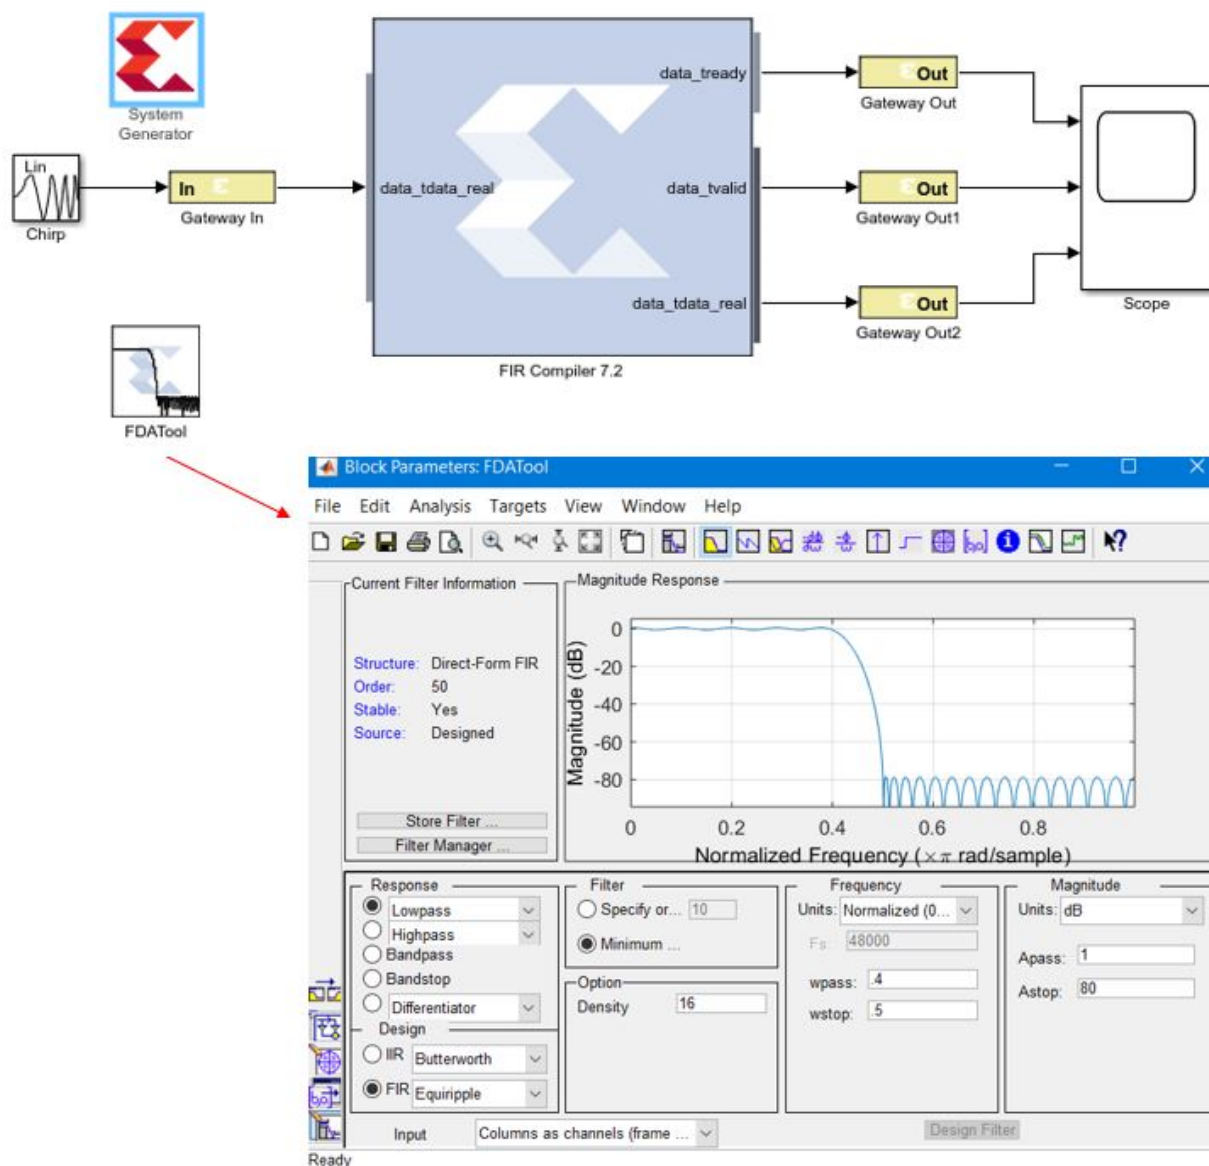 System
Generator
Lin
Chirp
In
Gateway In
data_tdata_real
data_tready
data_tvalid
data_tdata_real
FIR Compiler 7.2
Out
Gateway Out
Out
Gateway Out1
Out
Gateway Out2
Scope
FDATool
Block Parameters: FDATool
File Edit Analysis Targets View Window Help
Current Filter Information
Structure: Direct-Form FIR
Order: 50
Stable: Yes
Source: Designed
Store Filter ...
Filter Manager ...
Magnitude Response
Magnitude (dB)
0
-20
-40
-60
-80
0 0.2 0.4 0.6 0.8
Normalized Frequency (×π rad/sample)
Response
Lowpass
Highpass
Bandpass
Bandstop
Differentiator
Design
IIR Butterworth
FIR Equiripple
Filter
Specify or... 10
Minimum ...
Option
Density 16
Frequency
Units: Normalized (0...
Fs: 48000
wpass: .4
wstop: .5
Magnitude
Units: dB
Apass: 1
Astop: 80
Input Columns as channels (frame ...
Design Filter
Ready